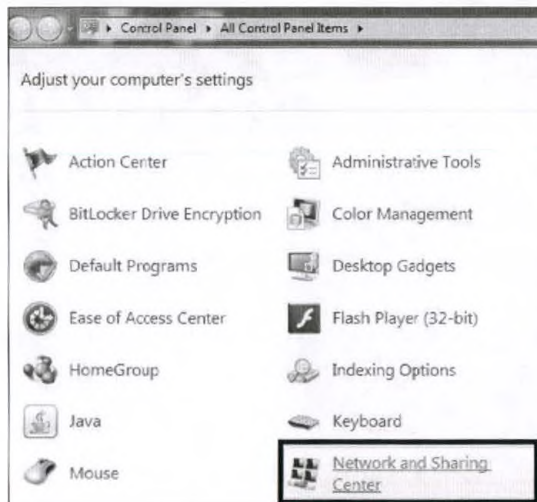 Control Panel ▸ All Control Panel Items ▸
Adjust your computer's settings
Action Center
Administrative Tools
BitLocker Drive Encryption
Color Management
Default Programs
Desktop Gadgets
Ease of Access Center
Flash Player (32-bit)
HomeGroup
Indexing Options
Java
Keyboard
Mouse
Network and Sharing
Center